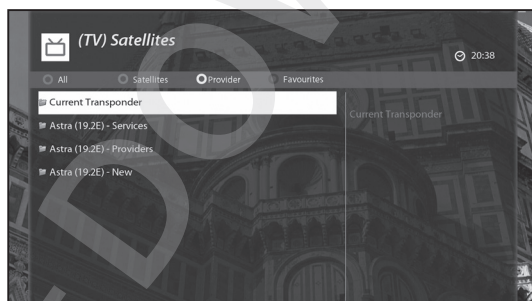 (TV) Satellites
20:38
All Satellites Provider Favourites
Current Transponder
Current Transponder
Astra (19.2E) - Services
Astra (19.2E) - Providers
Astra (19.2E) - New